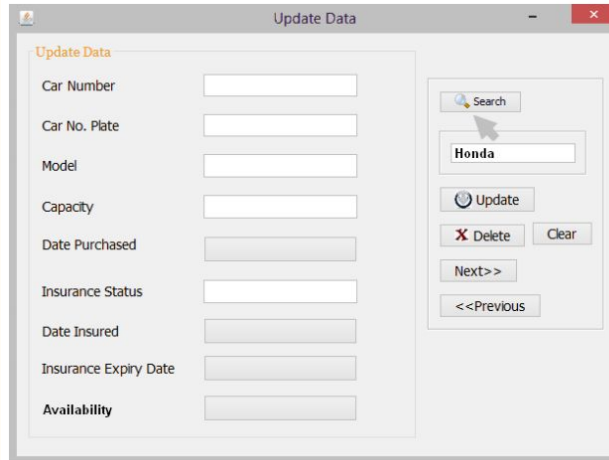 Update Data
Update Data
Car Number
Car No. Plate
Model
Capacity
Date Purchased
Insurance Status
Date Insured
Insurance Expiry Date
Availability
Search
Honda
Update
X Delete
Clear
Next>>
<<Previous